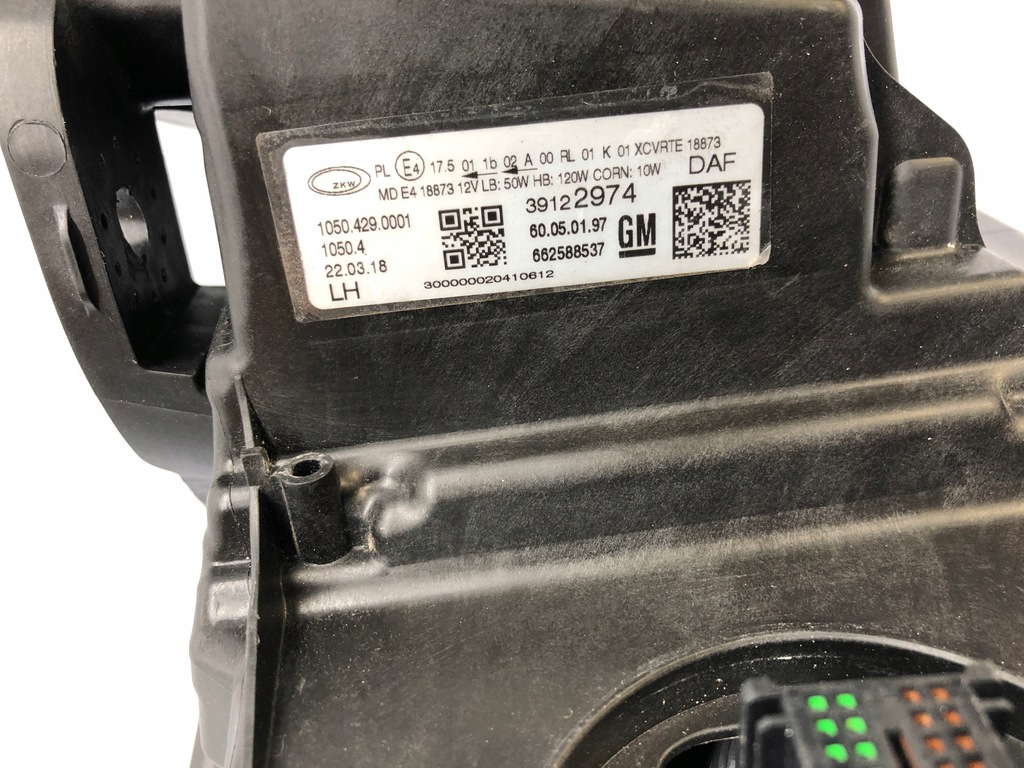 ZKW
PL E4 17.5 01 1b 02 A 00 RL 01 K 01 XCVRTE 18873
MD E4 18873 12V LB: 50W HB: 120W CORN: 10W
DAF
39122974
1050.429.0001
1050.4
22.03.18
LH
60.05.01.97
662588537
GM
300000020410612